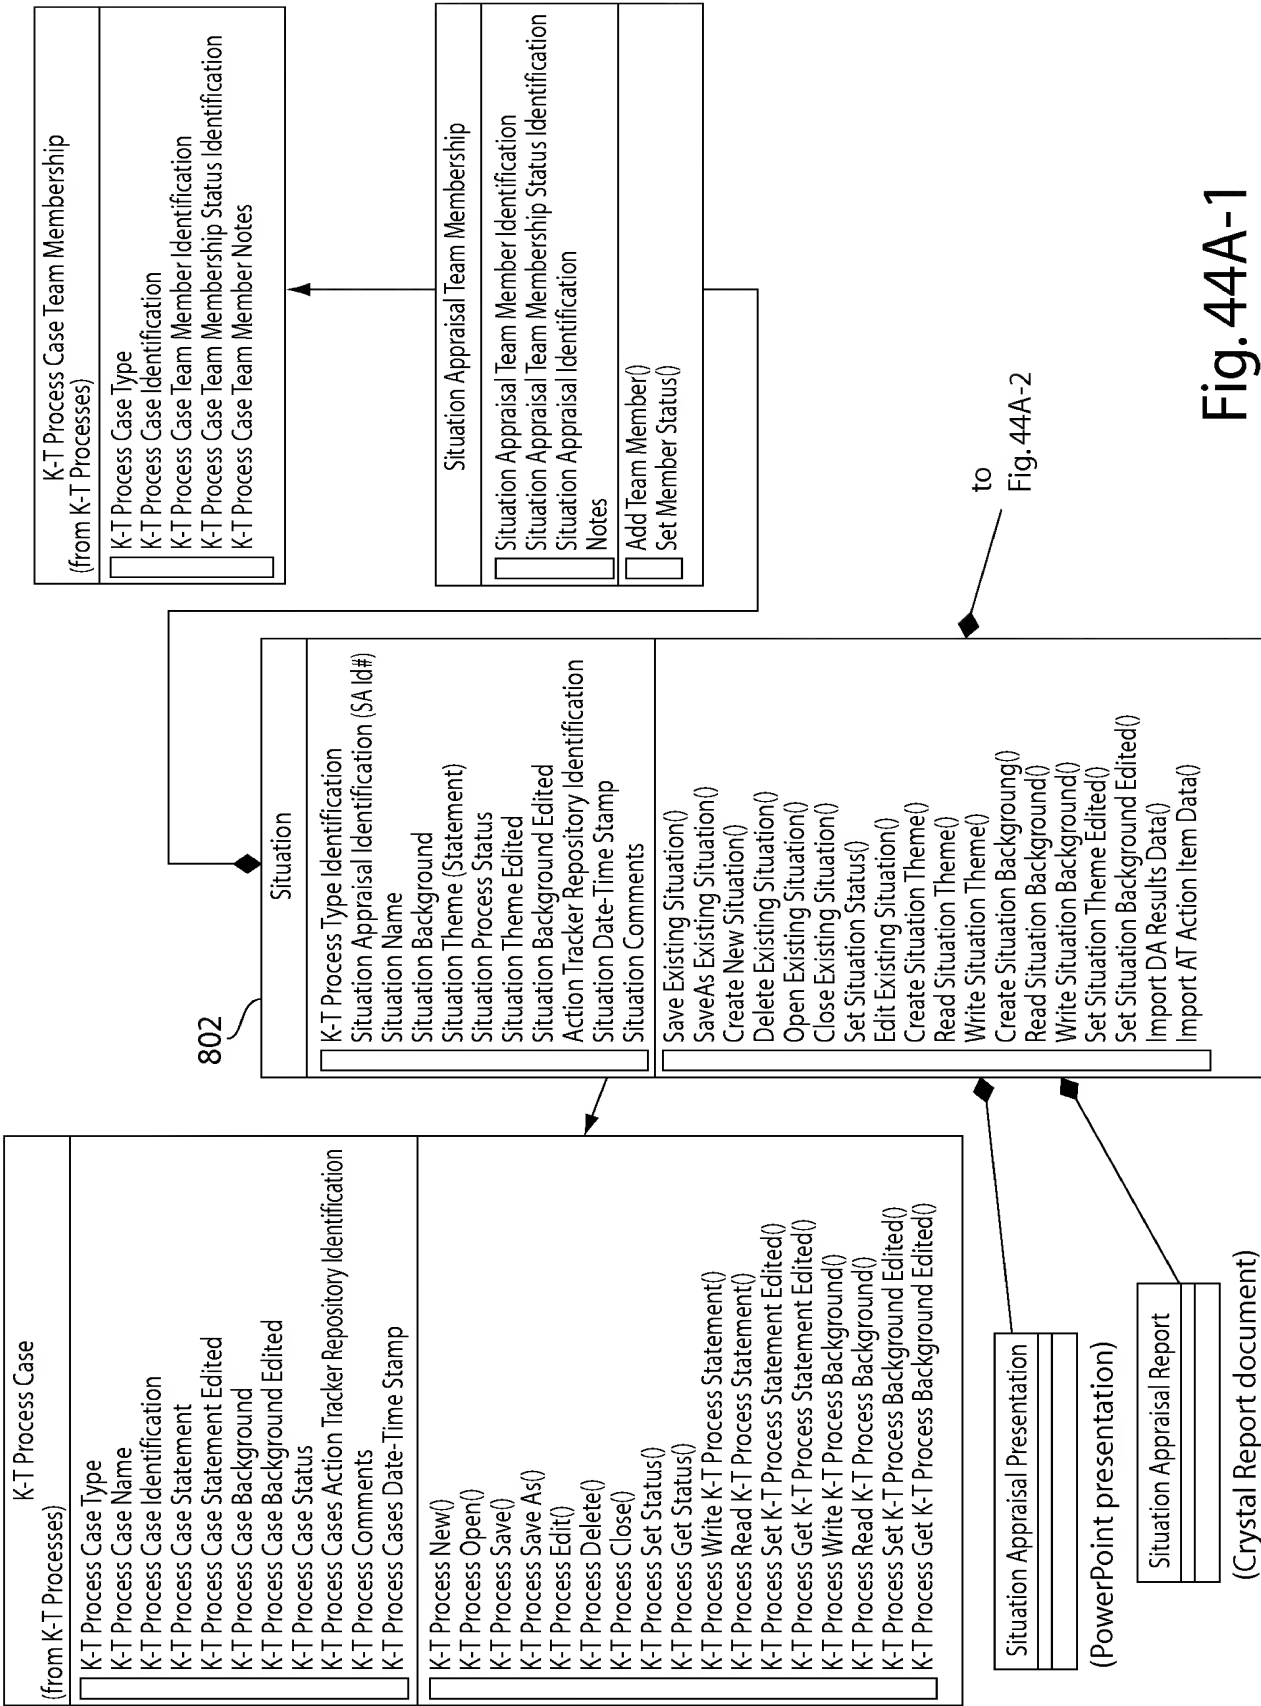 K-T Process Case
(from K-T Processes)
K-T Process Case Type
K-T Process Case Name
K-T Process Case Identification
K-T Process Case Statement
K-T Process Case Statement Edited
K-T Process Case Background
K-T Process Case Background Edited
K-T Process Case Status
K-T Process Cases Action Tracker Repository Identification
K-T Process Comments
K-T Process Cases Date-Time Stamp
K-T Process New()
K-T Process Open()
K-T Process Save()
K-T Process Save As()
K-T Process Edit()
K-T Process Delete()
K-T Process Close()
K-T Process Set Status()
K-T Process Get Status()
K-T Process Write K-T Process Statement()
K-T Process Read K-T Process Statement()
K-T Process Set K-T Process Statement Edited()
K-T Process Get K-T Process Statement Edited()
K-T Process Write K-T Process Background()
K-T Process Read K-T Process Background()
K-T Process Set K-T Process Background Edited()
K-T Process Get K-T Process Background Edited()
Situation Appraisal Presentation
(PowerPoint presentation)
Situation Appraisal Report
(Crystal Report document)
802
Situation
K-T Process Type Identification
Situation Appraisal Identification (SA Id#)
Situation Name
Situation Background
Situation Theme (Statement)
Situation Process Status
Situation Theme Edited
Situation Background Edited
Action Tracker Repository Identification
Situation Date-Time Stamp
Situation Comments
Save Existing Situation()
SaveAs Existing Situation()
Create New Situation()
Delete Existing Situation()
Open Existing Situation()
Close Existing Situation()
Set Situation Status()
Edit Existing Situation()
Create Situation Theme()
Read Situation Theme()
Write Situation Theme()
Create Situation Backgroung()
Read Situation Background()
Write Situation Background()
Set Situation Theme Edited()
Set Situation Background Edited()
Import DA Results Data()
Import AT Action Item Data()
K-T Process Case Team Membership
(from K-T Processes)
K-T Process Case Type
K-T Process Case Identification
K-T Process Case Team Member Identification
K-T Process Case Team Membership Status Identification
K-T Process Case Team Member Notes
Situation Appraisal Team Membership
Situation Appraisal Team Member Identification
Situation Appraisal Team Membership Status Identification
Situation Appraisal Identification
Notes
Add Team Member()
Set Member Status()
to
Fig. 44A-2
Fig. 44A-1